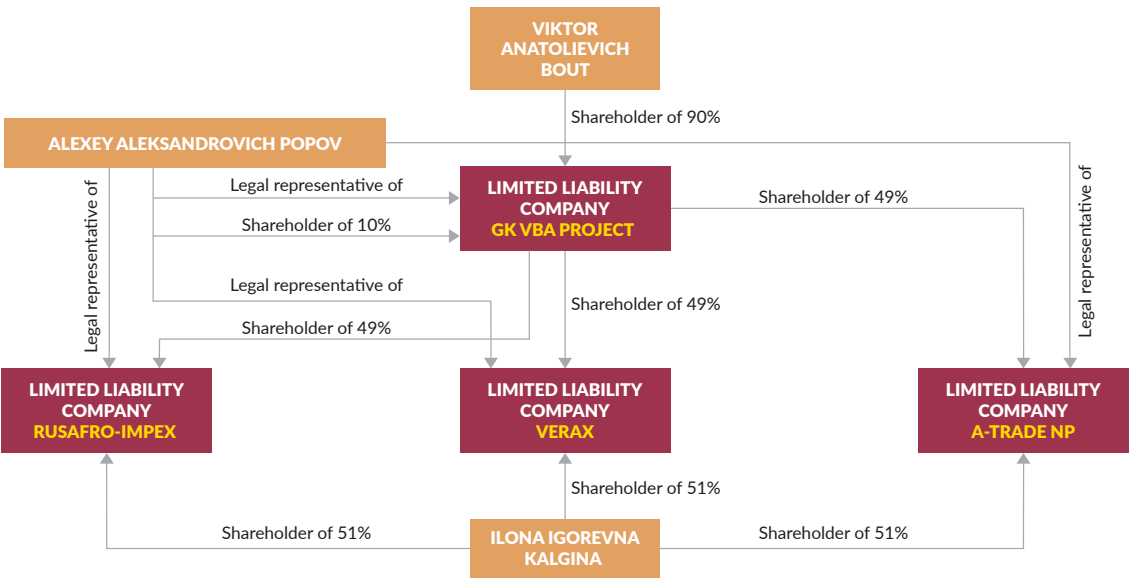 VIKTOR
ANATOLIEVICH
BOUT
Shareholder of 90%
ALEXEY ALEKSANDROVICH POPOV
Legal representative of
Legal representative of
LIMITED LIABILITY
COMPANY
GK VBA PROJECT
Shareholder of 49%
Legal representative of
Shareholder of 10%
Legal representative of
Shareholder of 49%
Shareholder of 49%
LIMITED LIABILITY
COMPANY
RUSAFRO-IMPEX
LIMITED LIABILITY
COMPANY
VERAX
LIMITED LIABILITY
COMPANY
A-TRADE NP
Shareholder of 51%
Shareholder of 51%
ILONA IGOREVNA
KALGINA
Shareholder of 51%